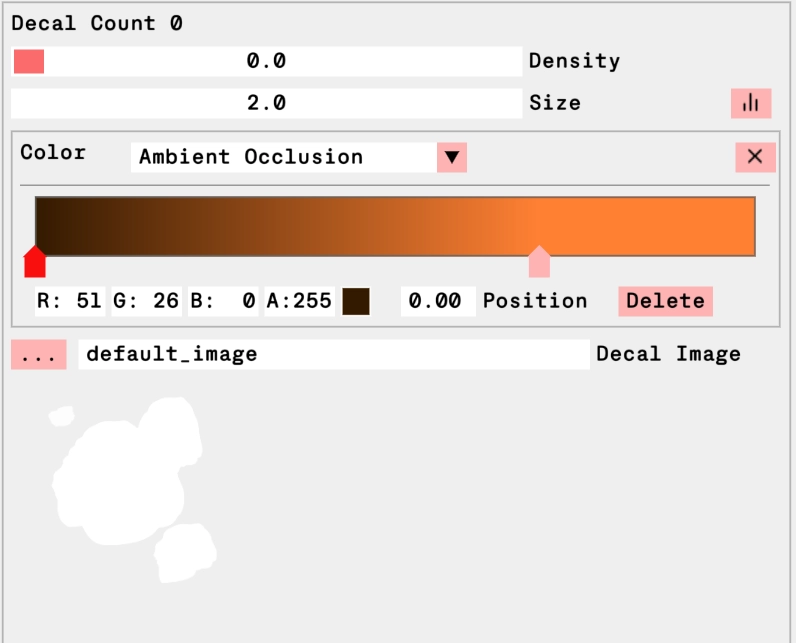 Decal Count 0
0.0 Density
2.0 Size
Color Ambient Occlusion
R: 51 G: 26 B: 0 A:255 0.00 Position Delete
... default_image Decal Image